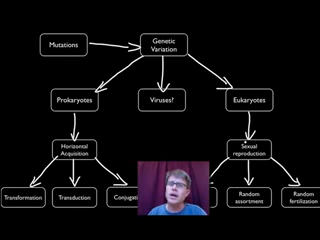 Mutations
Genetic
Variation
Prokaryotes
Viruses?
Eukaryotes
Horizontal
Acquisition
Sexual
reproduction
Transformation
Transduction
Random
assortment
Random
fertilization